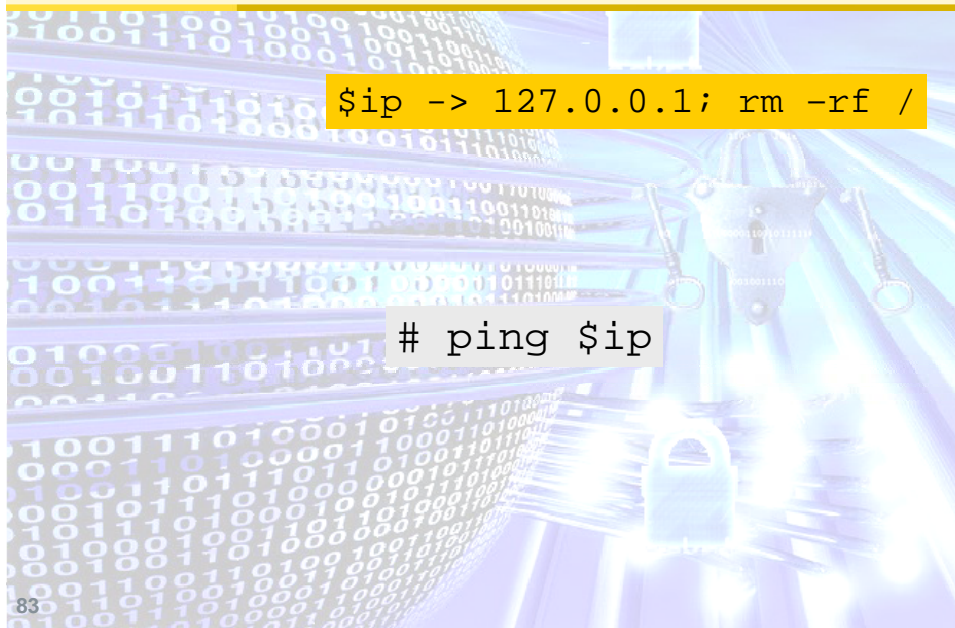 $ip -> 127.0.0.1; rm –rf /
# ping $ip
83